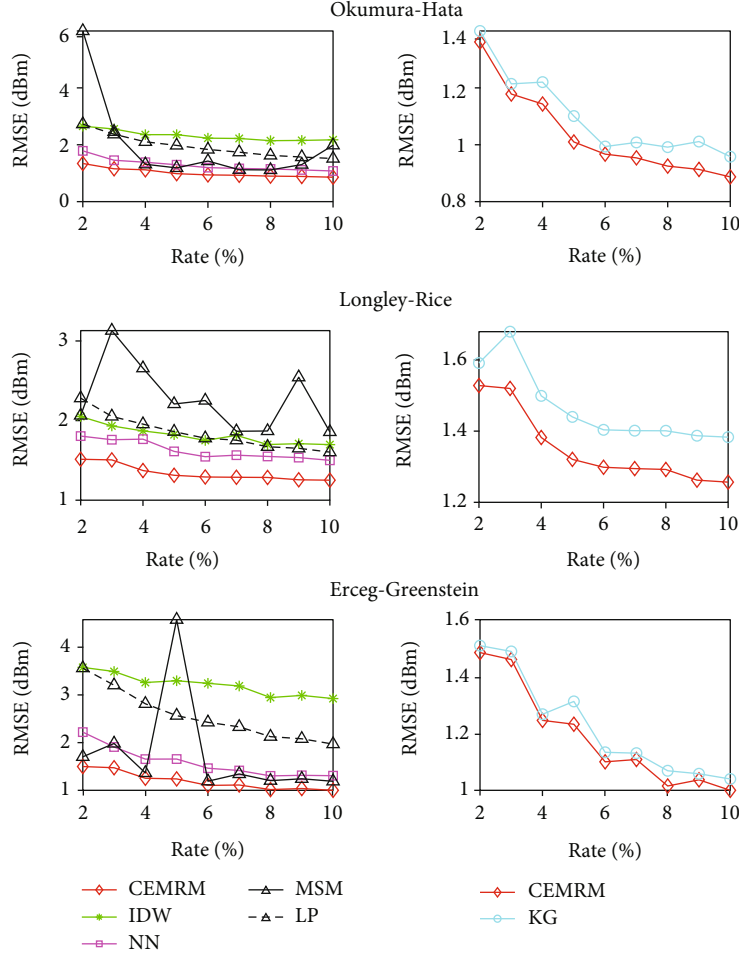 Okumura-Hata
RMSE (dBm)
6
4
2
0
2 4 6 8 10
Rate (%)
RMSE (dBm)
1.4
1.2
1
0.8
2 4 6 8 10
Rate (%)
Longley-Rice
RMSE (dBm)
3
2
1
2 4 6 8 10
Rate (%)
RMSE (dBm)
1.6
1.4
1.2
2 4 6 8 10
Rate (%)
Erceg-Greenstein
RMSE (dBm)
4
3
2
1
2 4 6 8 10
Rate (%)
RMSE (dBm)
1.6
1.4
1.2
1
2 4 6 8 10
Rate (%)
CEMRM
IDW
NN
MSM
LP
CEMRM
KG